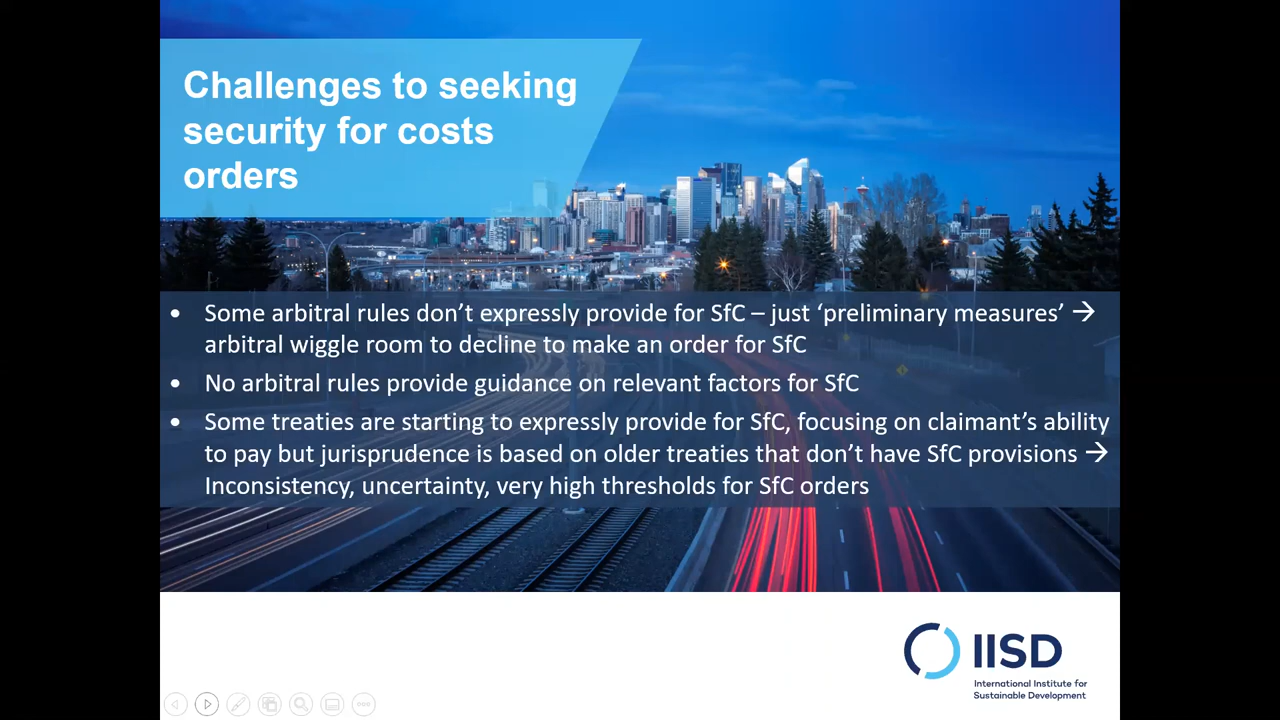 Challenges to seeking
security for costs
orders
• Some arbitral rules don’t expressly provide for SfC – just ‘preliminary measures’ →
arbitral wiggle room to decline to make an order for SfC
• No arbitral rules provide guidance on relevant factors for SfC
• Some treaties are starting to expressly provide for SfC, focusing on claimant’s ability
to pay but jurisprudence is based on older treaties that don’t have SfC provisions →
Inconsistency, uncertainty, very high thresholds for SfC orders
IISD
International Institute for
Sustainable Development